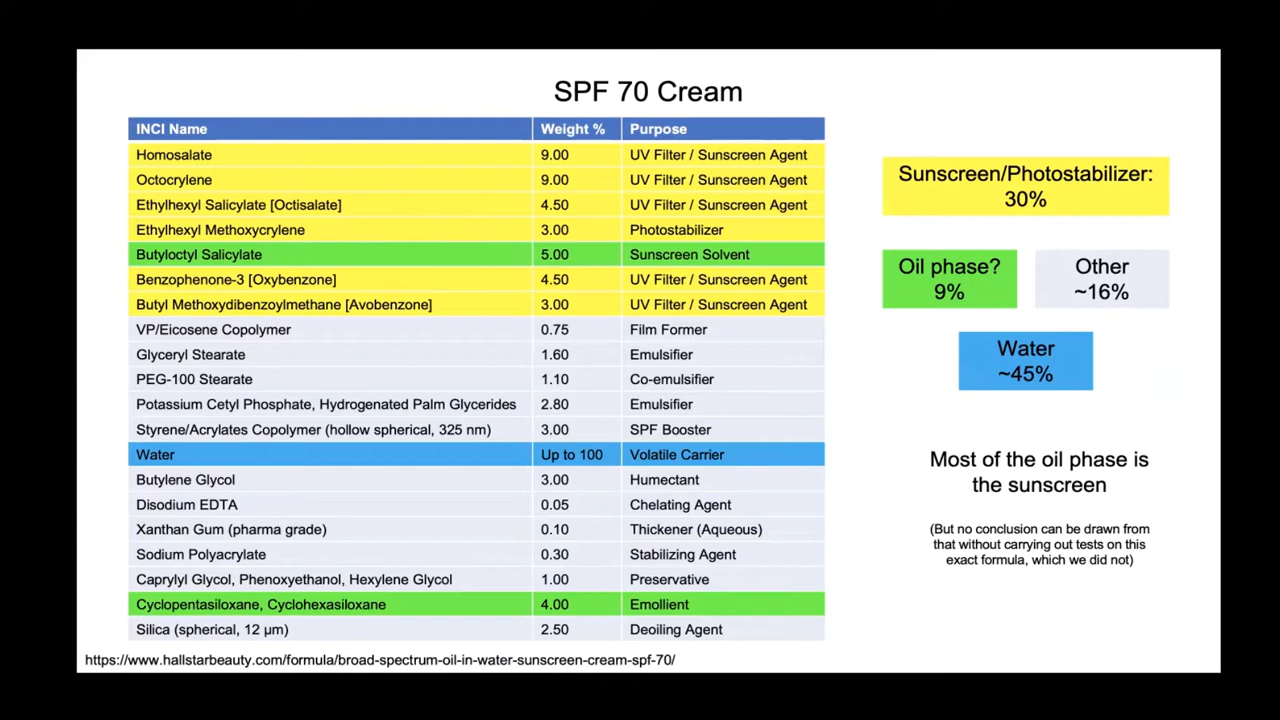 SPF 70 Cream
INCI Name Weight % Purpose
Homosalate 9.00 UV Filter / Sunscreen Agent
Octocrylene 9.00 UV Filter / Sunscreen Agent
Ethylhexyl Salicylate [Octisalate] 4.50 UV Filter / Sunscreen Agent
Ethylhexyl Methoxycrylene 3.00 Photostabilizer
Butyloctyl Salicylate 5.00 Sunscreen Solvent
Benzophenone-3 [Oxybenzone] 4.50 UV Filter / Sunscreen Agent
Butyl Methoxydibenzoylmethane [Avobenzone] 3.00 UV Filter / Sunscreen Agent
VP/Eicosene Copolymer 0.75 Film Former
Glyceryl Stearate 1.60 Emulsifier
PEG-100 Stearate 1.10 Co-emulsifier
Potassium Cetyl Phosphate, Hydrogenated Palm Glycerides 2.80 Emulsifier
Styrene/Acrylates Copolymer (hollow spherical, 325 nm) 3.00 SPF Booster
Water Up to 100 Volatile Carrier
Butylene Glycol 3.00 Humectant
Disodium EDTA 0.05 Chelating Agent
Xanthan Gum (pharma grade) 0.10 Thickener (Aqueous)
Sodium Polyacrylate 0.30 Stabilizing Agent
Caprylyl Glycol, Phenoxyethanol, Hexylene Glycol 1.00 Preservative
Cyclopentasiloxane, Cyclohexasiloxane 4.00 Emollient
Silica (spherical, 12 µm) 2.50 Deoiling Agent
https://www.hallstarbeauty.com/formula/broad-spectrum-oil-in-water-sunscreen-cream-spf-70/
Sunscreen/Photostabilizer:
30%
Oil phase?
9%
Other
~16%
Water
~45%
Most of the oil phase is
the sunscreen
(But no conclusion can be drawn from
that without carrying out tests on this
exact formula, which we did not)